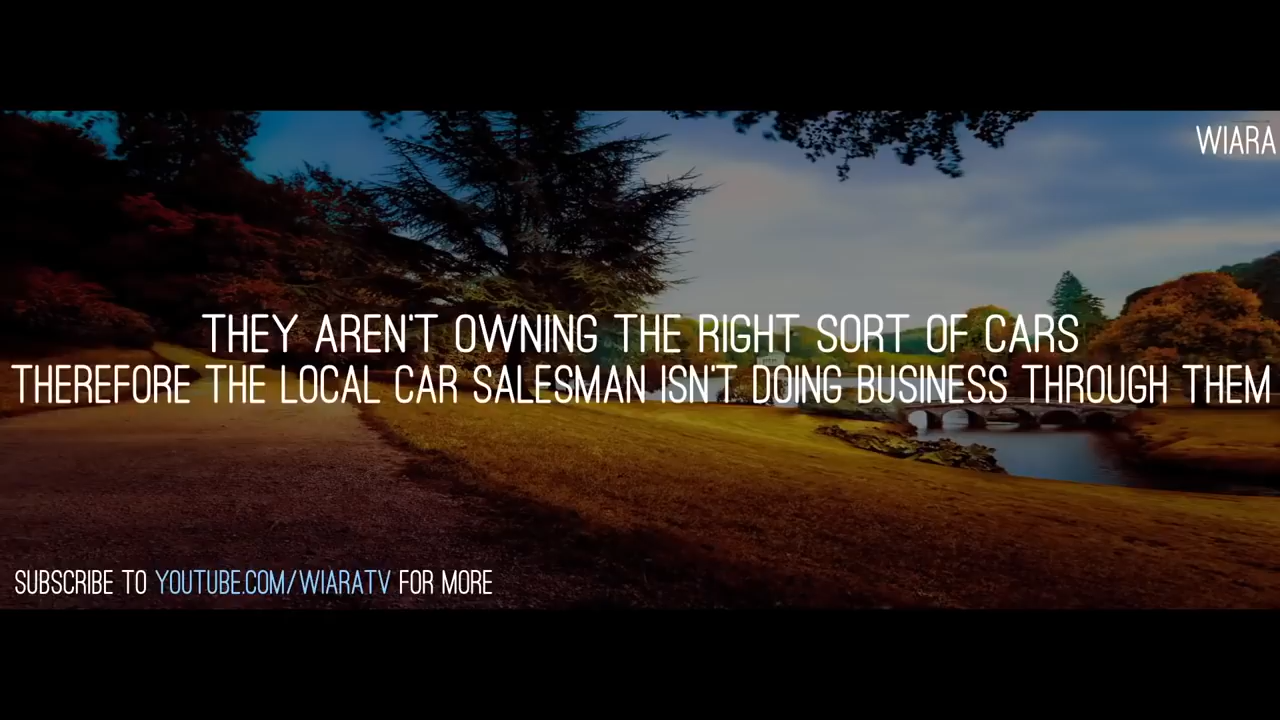 WIARA
THEY AREN'T OWNING THE RIGHT SORT OF CARS
THEREFORE THE LOCAL CAR SALESMAN ISN'T DOING BUSINESS THROUGH THEM
SUBSCRIBE TO YOUTUBE.COM/WIARATV FOR MORE